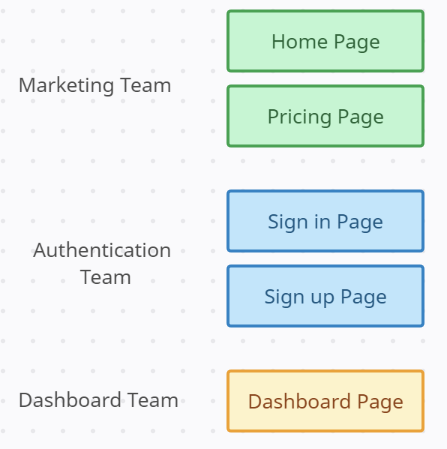 Marketing Team
Home Page
Pricing Page
Authentication
Team
Sign in Page
Sign up Page
Dashboard Team
Dashboard Page